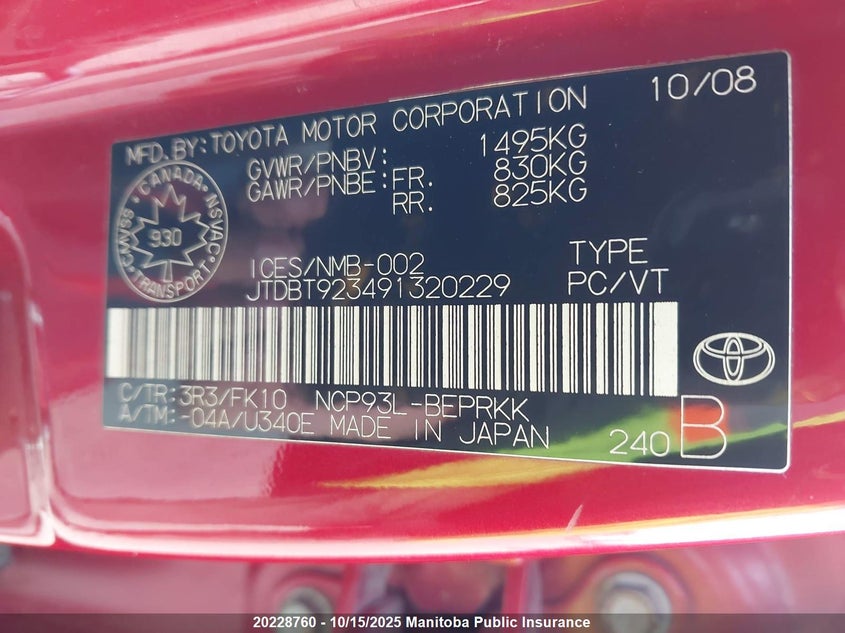 MFD.BY:TOYOTA MOTOR CORPORATION 10/08
GVWR/PNBV: 1495KG
GAWR/PNBE:FR. 830KG
RR. 825KG
CANADA
CMVSS NSVAC
930
TRANSPORT
ICES/NMB-002 TYPE
JTDBT923491320229 PC/VT
C/TR:3R3/FK10 NCP93L-BEPRKK
A/TM:-04A/U340E MADE IN JAPAN 240 B
20228760 - 10/15/2025 Manitoba Public Insurance